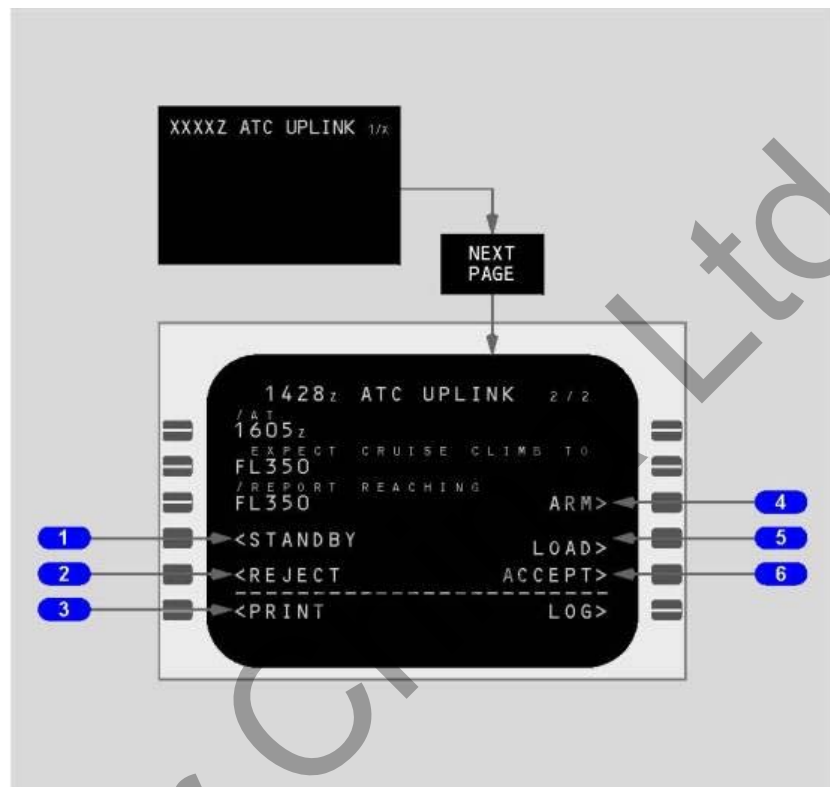 XXXXZ ATC UPLINK 1/X
NEXT
PAGE
1428z ATC UPLINK 2/2
/AT
1605z
EXPECT CRUISE CLIMB TO
FL350
/REPORT REACHING
FL350 ARM> 4
1 <STANDBY LOAD> 5
2 <REJECT ACCEPT> 6
3 <PRINT LOG>
Ltd